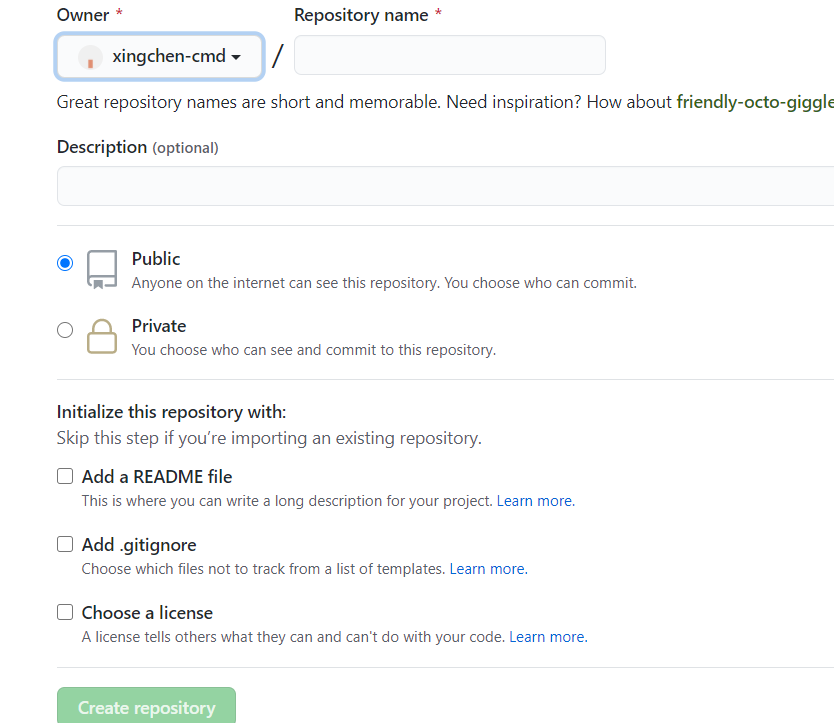 Owner * Repository name *
xingchen-cmd /
Great repository names are short and memorable. Need inspiration? How about friendly-octo-giggle
Description (optional)
Public
Anyone on the internet can see this repository. You choose who can commit.
Private
You choose who can see and commit to this repository.
Initialize this repository with:
Skip this step if you’re importing an existing repository.
Add a README file
This is where you can write a long description for your project. Learn more.
Add .gitignore
Choose which files not to track from a list of templates. Learn more.
Choose a license
A license tells others what they can and can't do with your code. Learn more.
Create repository